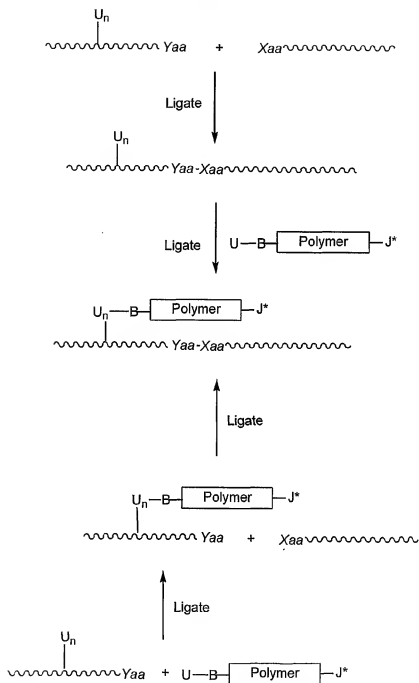 Un
Yaa + Xaa
Ligate
Un
Yaa-Xaa
Ligate U—B—Polymer—J*
Un—B—Polymer—J*
Yaa-Xaa
Ligate
Un—B—Polymer—J*
Yaa + Xaa
Ligate
Un
Yaa + U—B—Polymer—J*